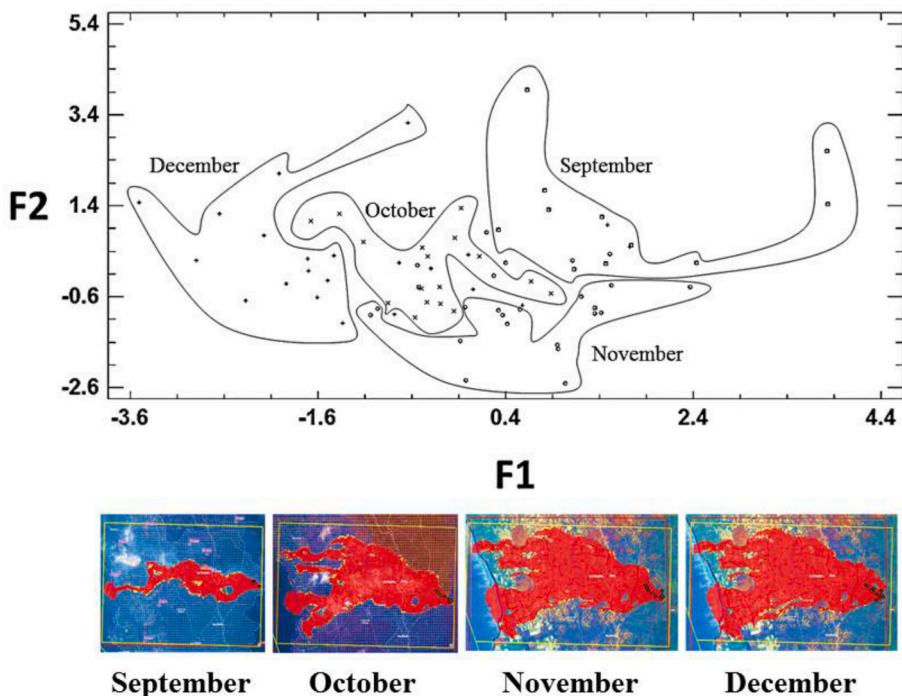 5.4
3.4
December
September
F2
1.4
October
-0.6
November
-2.6
-3.6 -1.6 0.4 2.4 4.4
F1
September October November December